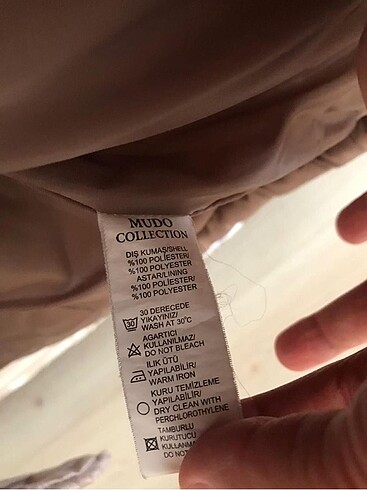 MUDO
COLLECTION
DIŞ KUMAŞ/SHELL
%100 POLİESTER/
%100 POLYESTER
ASTAR/LINING
%100 POLİESTER/
%100 POLYESTER
30 DERECEDE
YIKAYINIZ/
WASH AT 30°C
30
AGARTICI
KULLANILMAZ/
DO NOT BLEACH
ILIK ÜTÜ
YAPILABİLİR/
WARM IRON
KURU TEMİZLEME
YAPILABİLİR/
DRY CLEAN WITH
PERCHLOROTHYLENE
TAMBURLU
KURUTUCU
DO